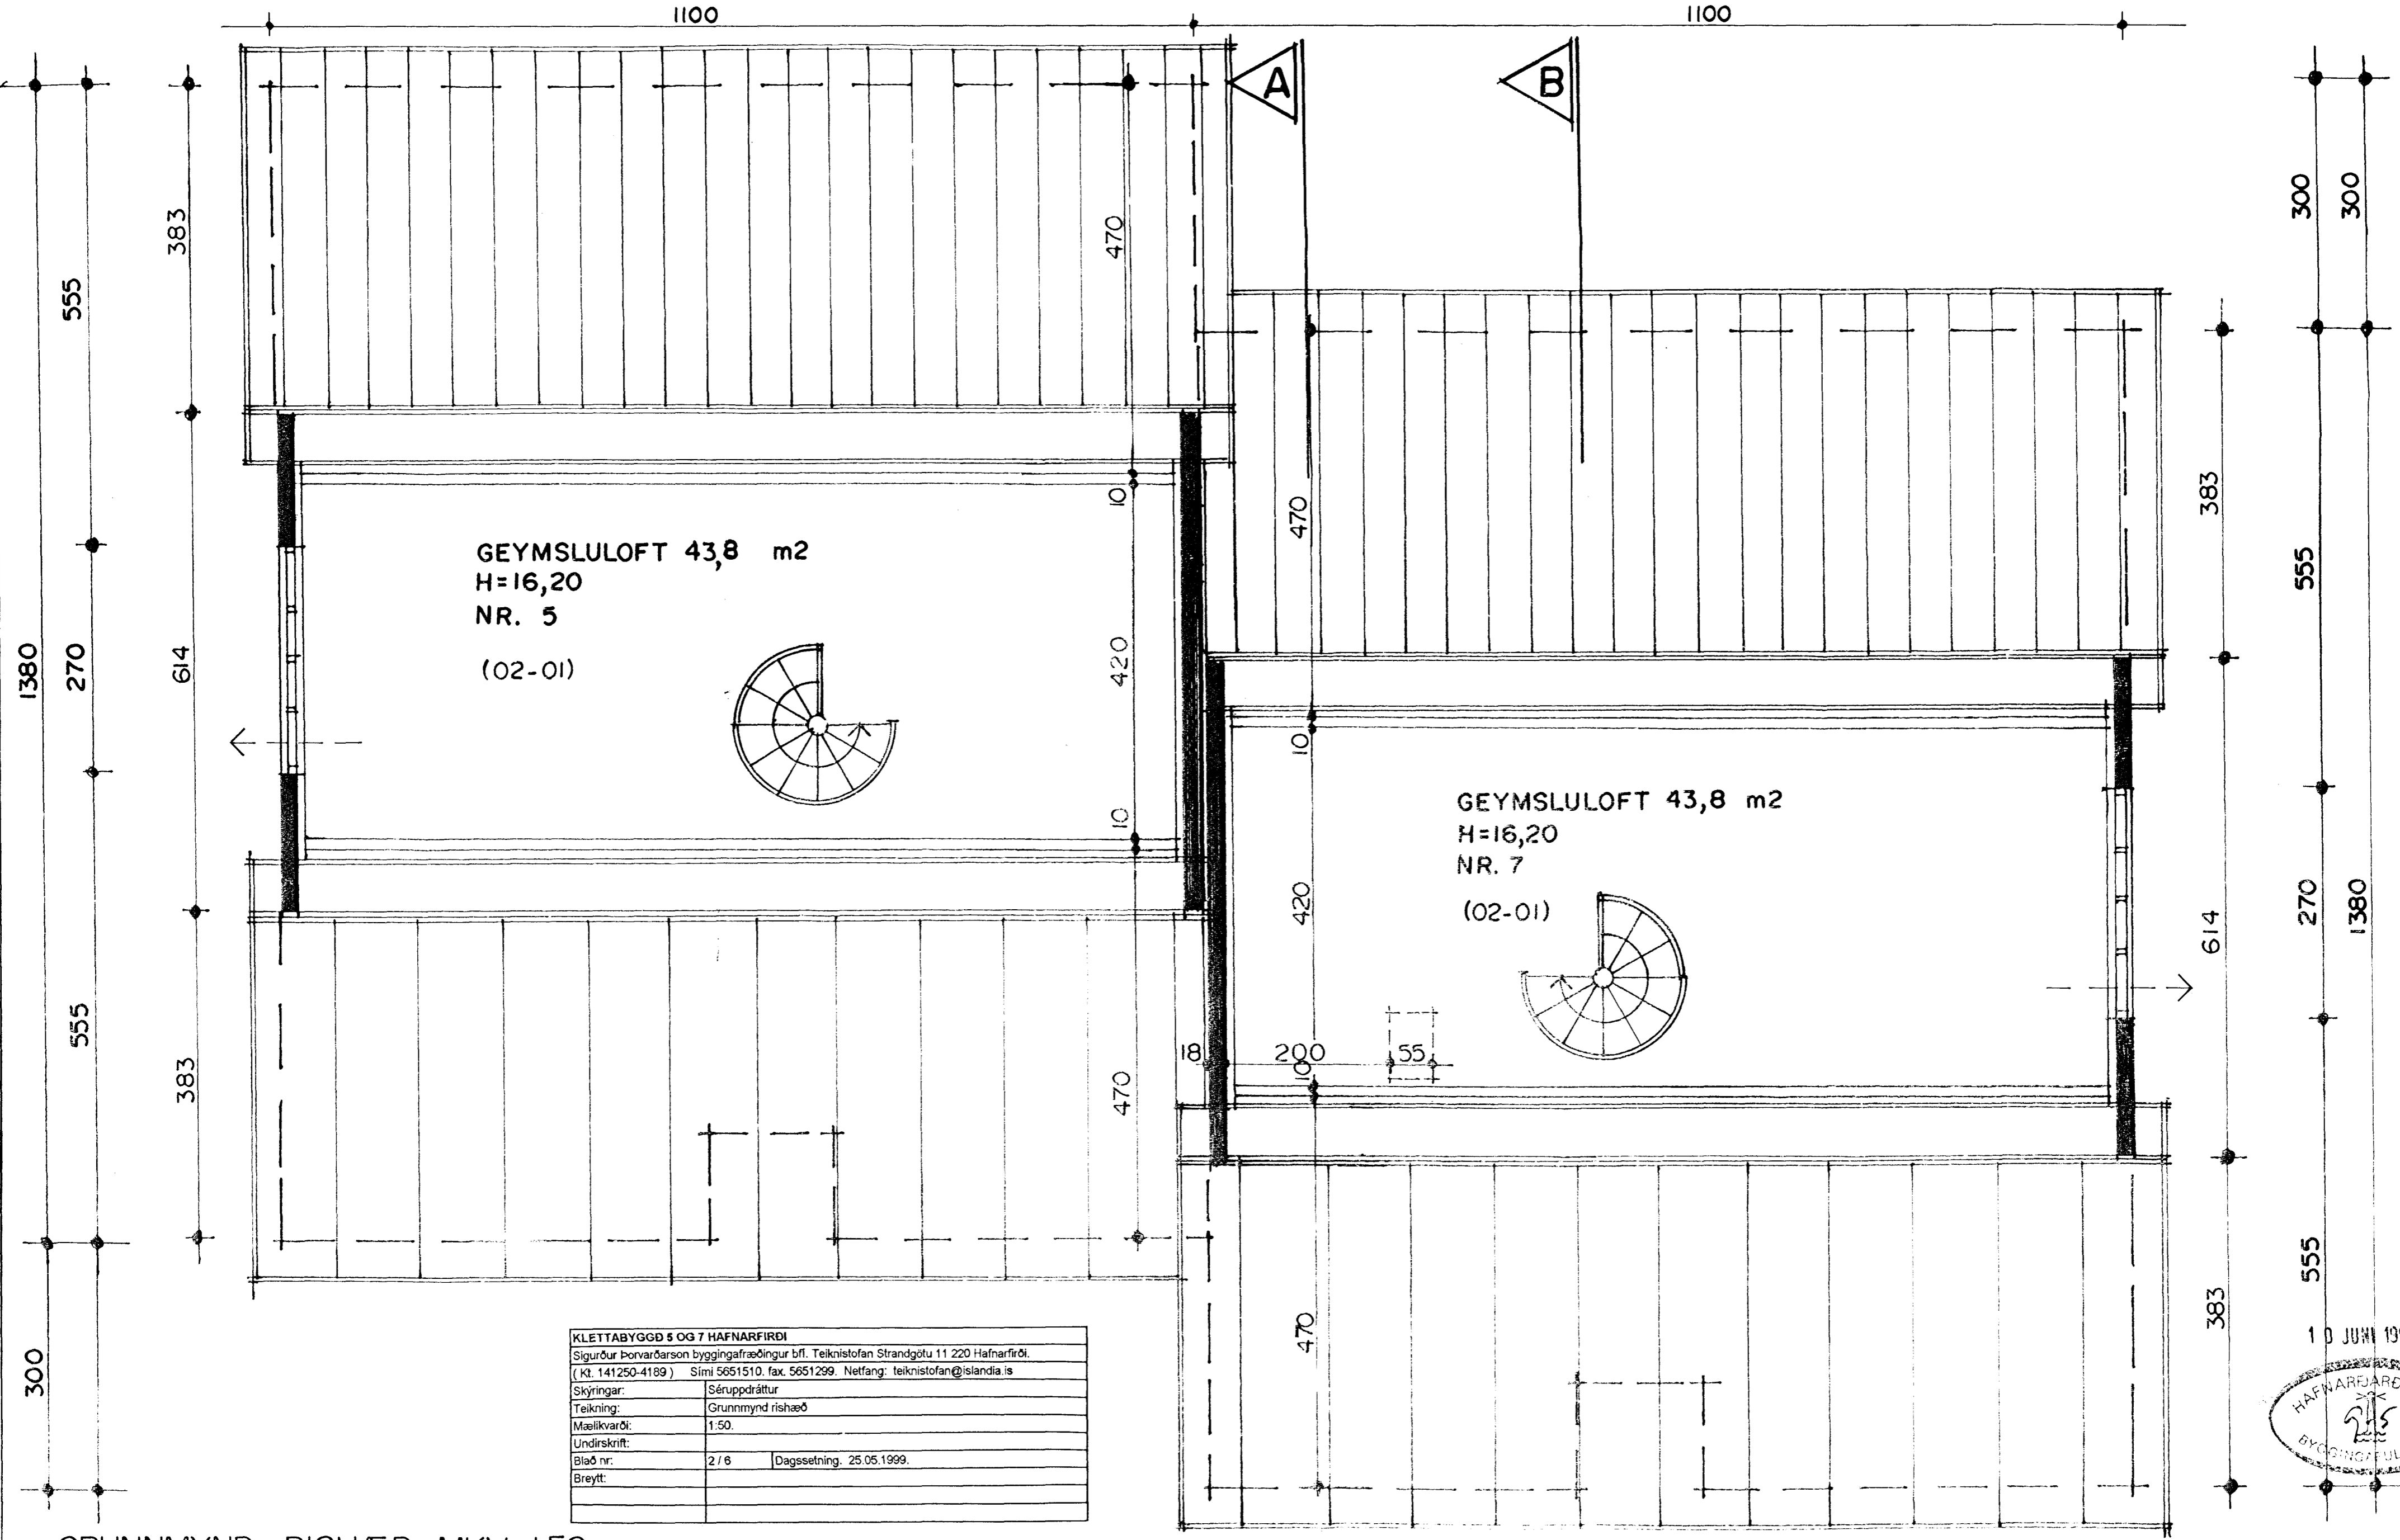 1100
1100
A
B
383
470
555
300
300
470
383
555
10
GEYMSLULOFT 43,8 m2
H=16,20
NR. 5
(02-01)
1380
270
614
420
10
10
GEYMSLULOFT 43,8 m2
H=16,20
NR. 7
(02-01)
420
270
1380
614
555
383
470
18
200
55
10
470
555
383
300
KLETTABYGGÐ 5 OG 7 HAFNARFIRÐI
Sigurður Þorvarðarson byggingafræðingur bfí. Teiknistofan Strandgötu 11 220 Hafnarfirði.
( Kt. 141250-4189 ) Sími 5651510. fax. 5651299. Netfang: teiknistofan@islandia.is
Skýringar: Séruppdráttur
Teikning: Grunnmynd rishæð
Mælikvarði: 1:50.
Undirskrift:
Blað nr: 2 / 6 Dagssetning. 25.05.1999.
Breytt: